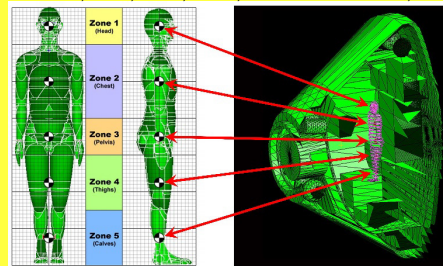 Zone 1
(Head)
Zone 2
(Chest)
Zone 3
(Pelvis)
Zone 4
(Thighs)
Zone 5
(Calves)